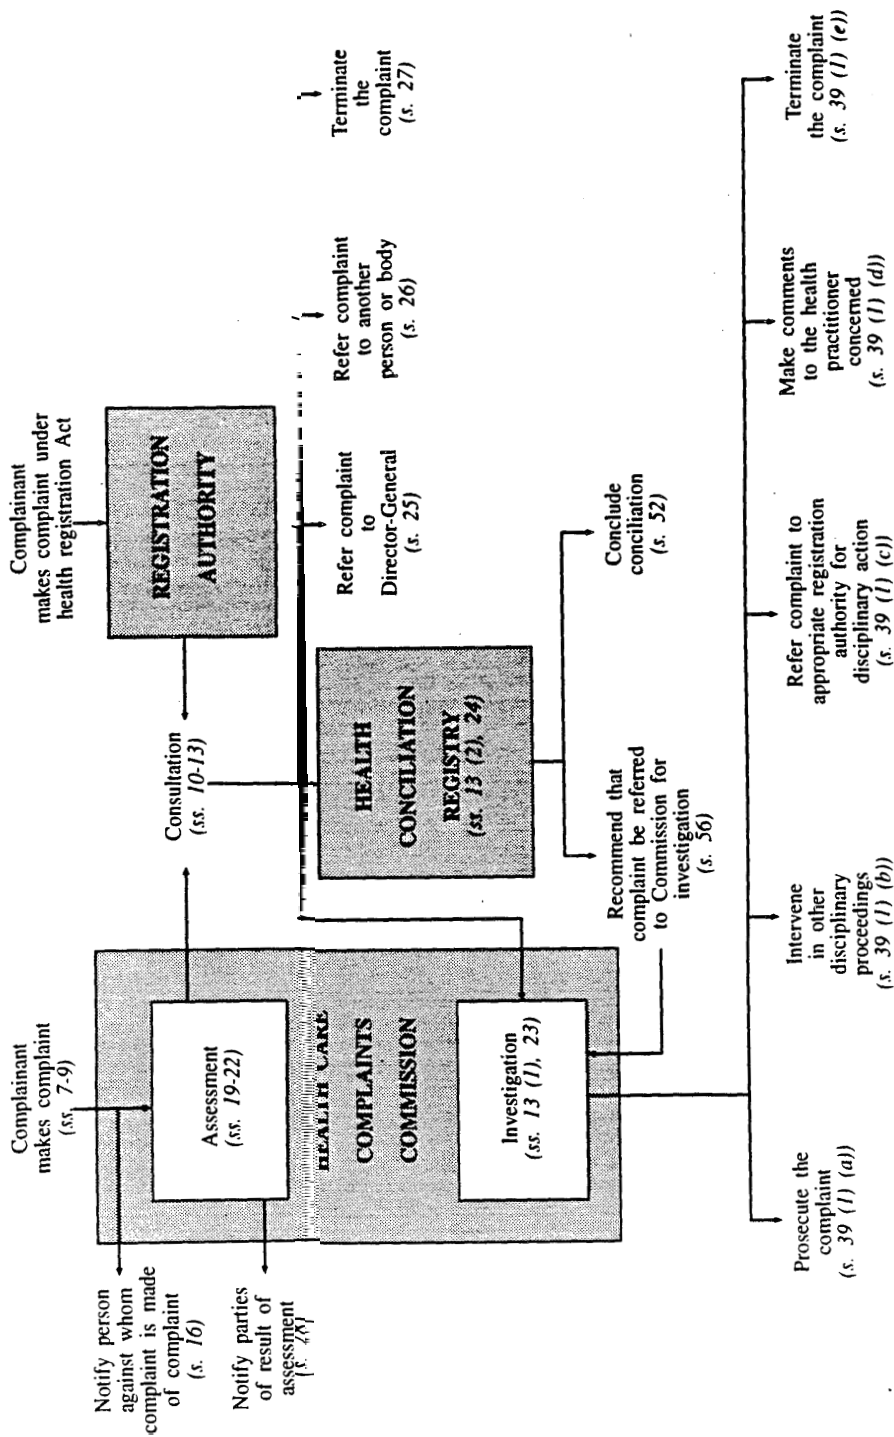 Complainant
makes complaint
(ss. 7-9)
Complainant
makes complaint under
health registration Act
Notify person
against whom
complaint is made
of complaint
(s. 16)
Assessment
(ss. 19-22)
Consultation
(ss. 10-13)
REGISTRATION
AUTHORITY
Notify parties
of result of
assessment
HEALTH CARE
COMPLAINTS
COMMISSION
HEALTH
CONCILIATION
REGISTRY
(ss. 13 (2), 24)
Refer complaint
to
Director-General
(s. 25)
Refer complaint
to another
person or body
(s. 26)
Terminate
the
complaint
(s. 27)
Investigation
(ss. 13 (1), 23)
Recommend that
complaint be referred
to Commission for
investigation
(s. 56)
Conclude
conciliation
(s. 52)
Prosecute the
complaint
(s. 39 (1) (a))
Intervene
in other
disciplinary
proceedings
(s. 39 (1) (b))
Refer complaint to
appropriate registration
authority for
disciplinary action
(s. 39 (1) (c))
Make comments
to the health
practitioner
concerned
(s. 39 (1) (d))
Terminate
the complaint
(s. 39 (1) (e))